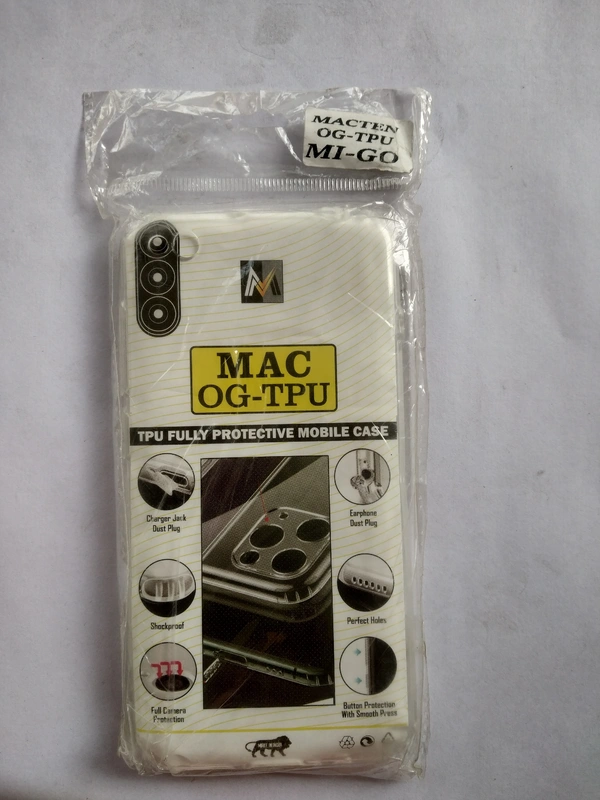 MACTEN
OG-TPU
MI-GO
MAC
OG-TPU
TPU FULLY PROTECTIVE MOBILE CASE
Charger Jack
Dust Plug
Earphone
Dust Plug
Shockproof
Perfect Holes
Full Camera
Protection
Button Protection
With Smooth Press